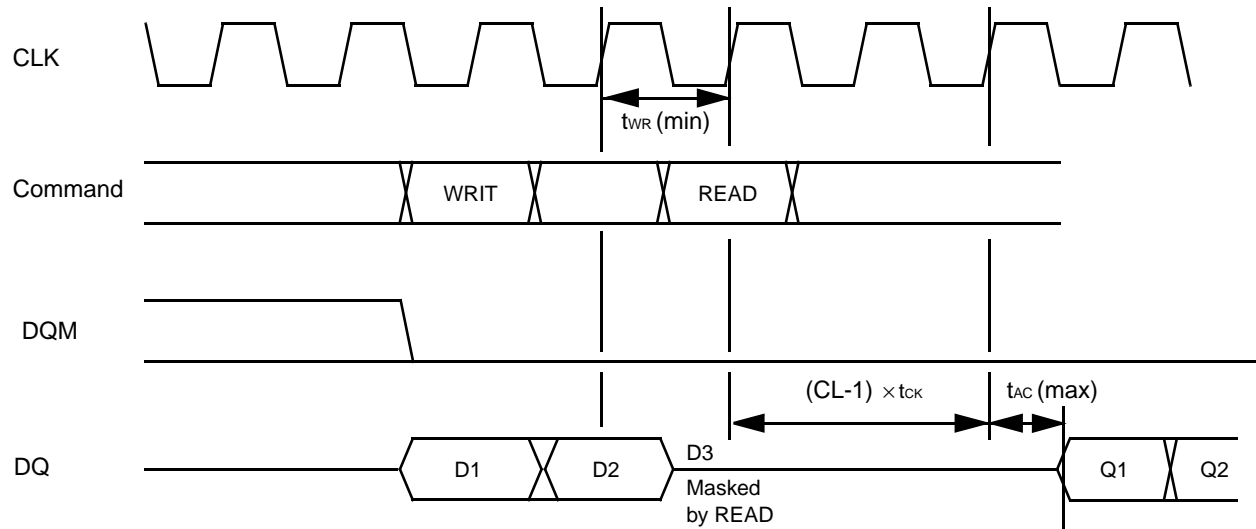 CLK
tWR (min)
Command
WRIT
READ
DQM
(CL-1) × tCK
tAC (max)
DQ
D1
D2
D3
Masked
by READ
Q1
Q2